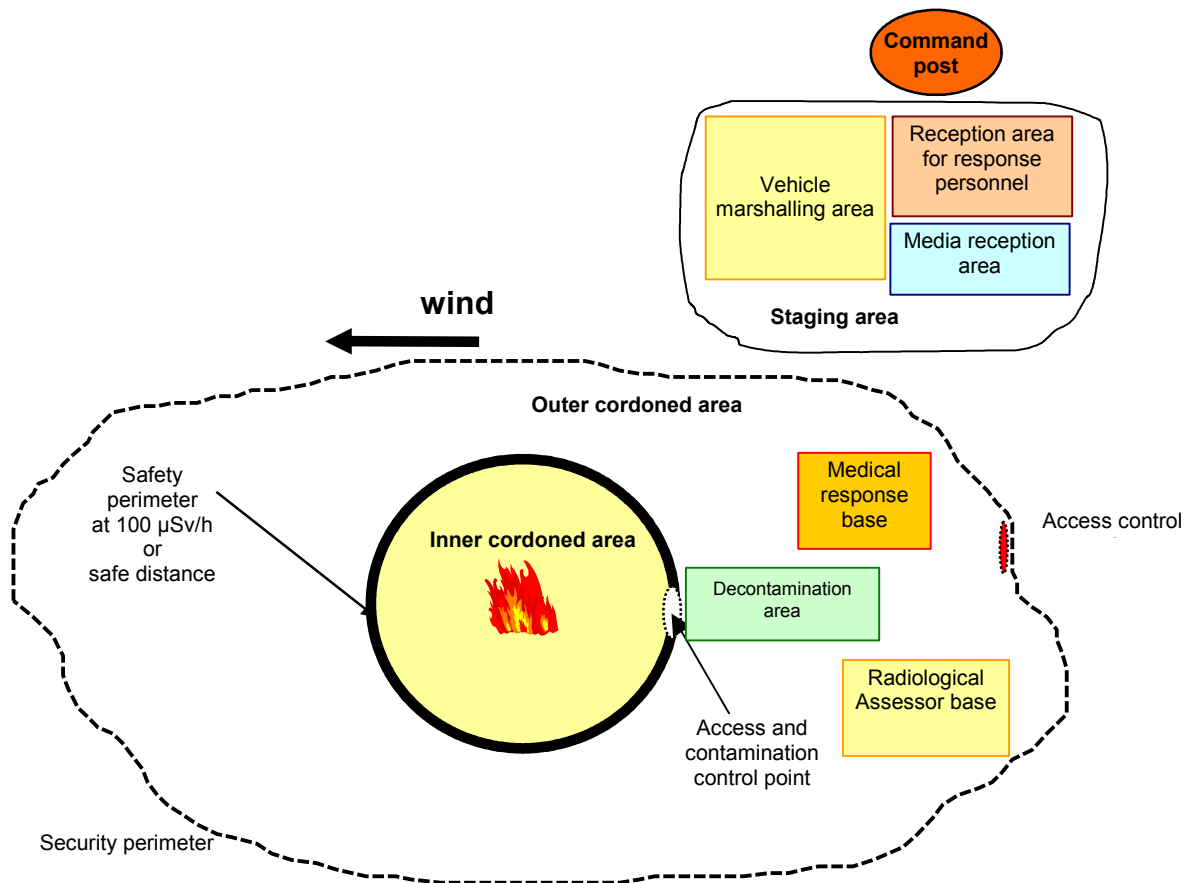 Command
post
Reception area
for response
personnel
Vehicle
marshalling area
Media reception
area
Staging area
wind
Outer cordoned area
Safety
perimeter
at 100 µSv/h
or
safe distance
Medical
response
base
Access control
Inner cordoned area
Decontamination
area
Radiological
Assessor base
Access and
contamination
control point
Security perimeter